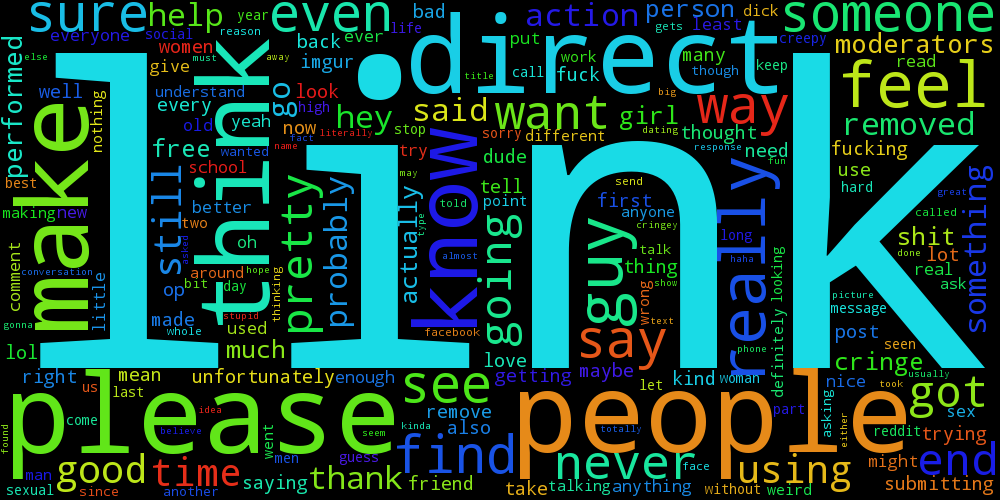 sure
help
year
even
bad
action
person
dick
someone
everyone
social
reason
back
ever
life
put
least
gets
creepy
moderators
women
imgur
direct
call
work
many
though
keep
read
else
must
away
fuck
title
give
performed
well
understand
look
high
said
want
big
way
feel
make
nothing
every
think
go
hey
girl
removed
old
yeah
now
literally
stop
sorry
different
dating
thought
response
need
fucking
free
wanted
fact
name
try
know
dude
fun
use
school
may
link
send
hard
best
still
better
pretty
probably
actually
tell
first
really
great
something
making
new
two
point
told
guy
anyone
long
called
oh
type
going
cringey
shit
asked
talk
haha
done
lot
comment
conversation
around
hope
almost
thing
real
little
bit
day
thinking
wrong
show
definitely
looking
ask
op
picture
message
gonna
made
stupid
text
whole
used
facebook
say
post
lol
much
love
phone
seen
cringe
right
mean
unfortunately
enough
see
getting
maybe
kind
woman
nice
usually
us
last
let
took
got
please
idea
remove
people
part
sex
come
kinda
also
asking
either
reddit
trying
found
believe
seem
totally
went
men
guess
find
never
face
might
end
man
good
time
saying
thank
friend
using
submitting
sexual
since
another
take
talking
anything
without
weird